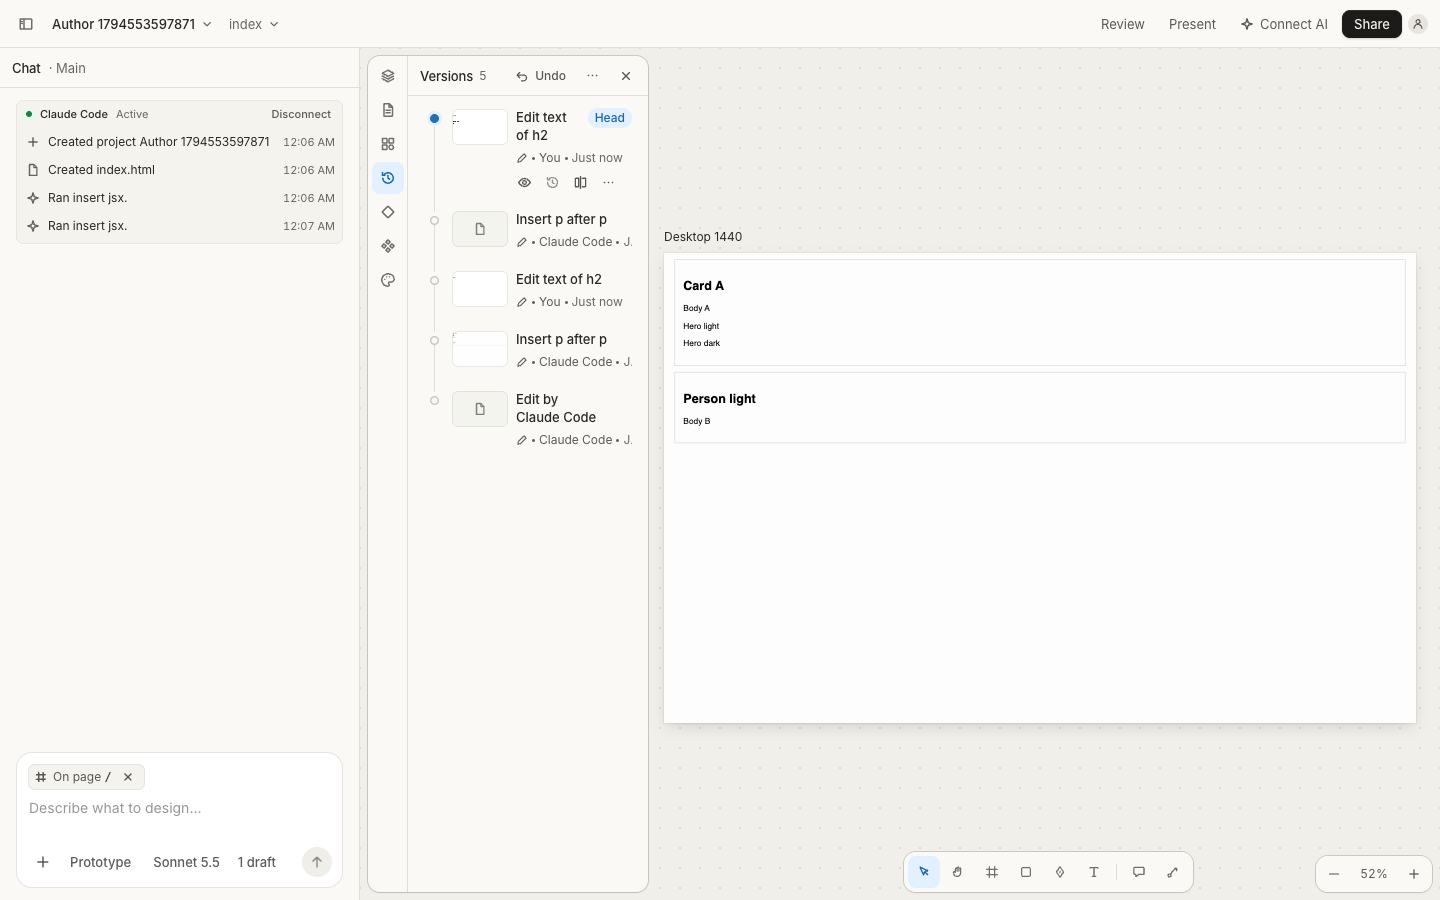 Author 1794553597871
index
Review
Present
Connect AI
Share
Chat · Main
Claude Code Active
Disconnect
Created project Author 1794553597871 12:06 AM
Created index.html 12:06 AM
Ran insert jsx. 12:06 AM
Ran insert jsx. 12:07 AM
On page /
Describe what to design...
Prototype
Sonnet 5.5
1 draft
Versions 5
Undo
Edit text
of h2
Head
• You • Just now
Insert p after p
• Claude Code • J.
Edit text of h2
• You • Just now
Insert p after p
• Claude Code • J.
Edit by
Claude Code
• Claude Code • J.
Desktop 1440
Card A
Body A
Hero light
Hero dark
Person light
Body B
52%